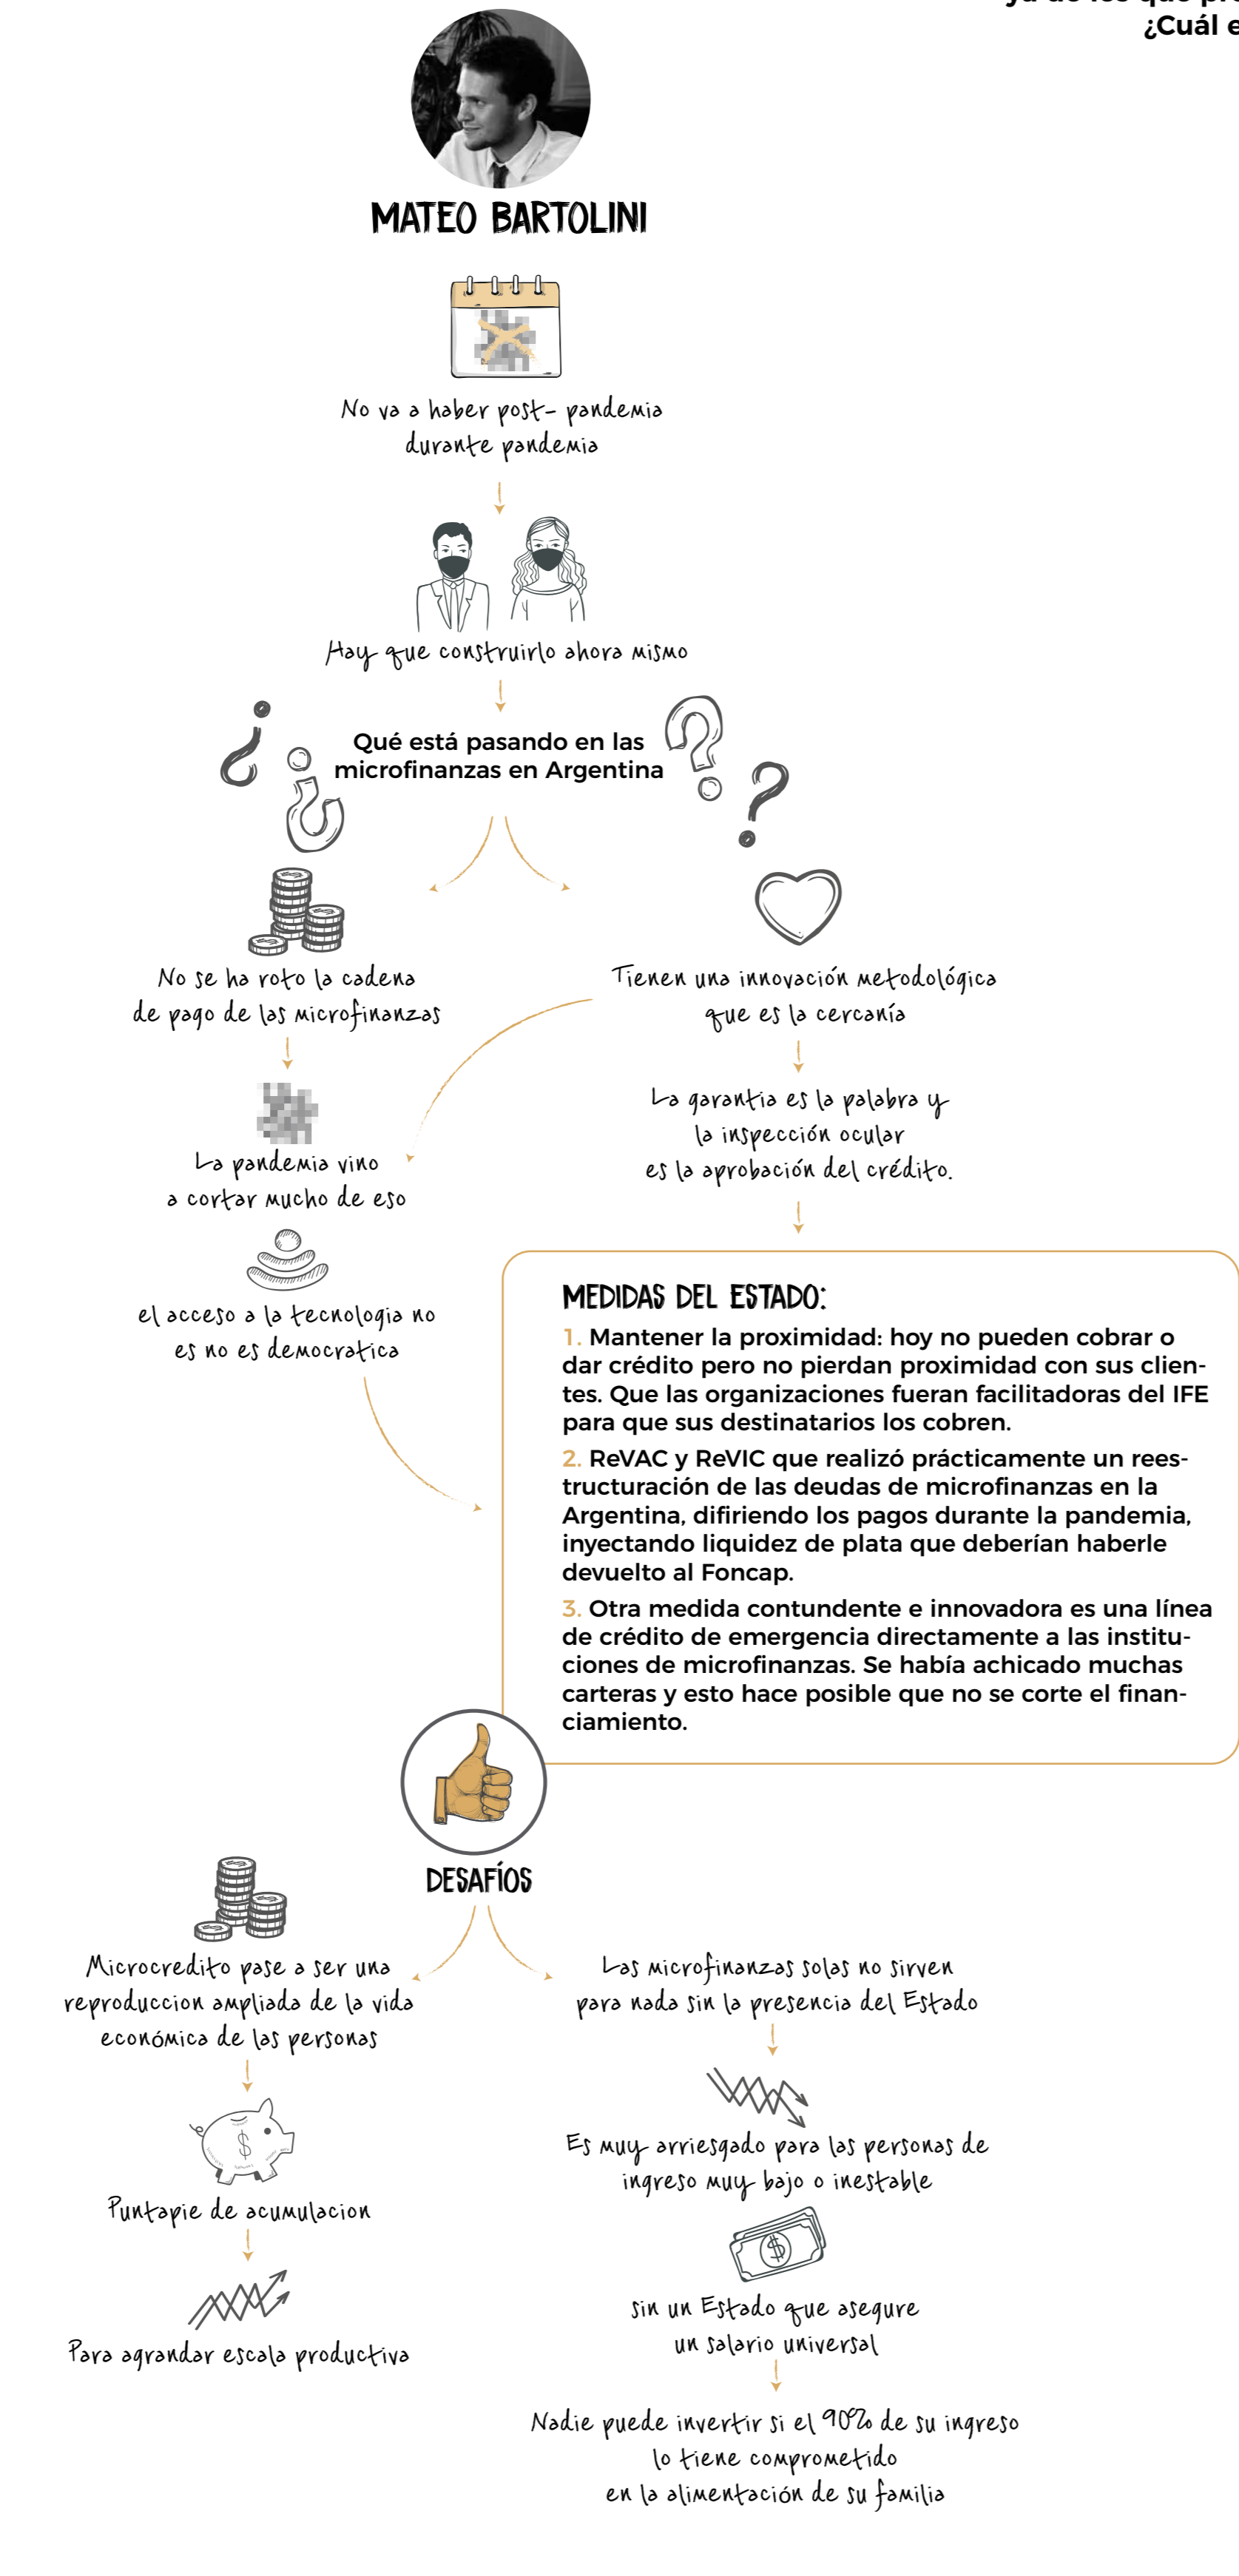 ¿Cuál e
MATEO BARTOLINI
No va a haber post- pandemia
durante pandemia
Hay que construirlo ahora mismo
Qué está pasando en las
microfinanzas en Argentina
No se ha roto la cadena
de pago de las microfinanzas
Tienen una innovación metodológica
que es la cercanía
La pandemia vino
a cortar mucho de eso
La garantia es la palabra y
la inspección ocular
es la aprobación del crédito.
el acceso a la tecnologia no
es no es democratica
MEDIDAS DEL ESTADO:
1. Mantener la proximidad: hoy no pueden cobrar o
dar crédito pero no pierdan proximidad con sus clien-
tes. Que las organizaciones fueran facilitadoras del IFE
para que sus destinatarios los cobren.
2. ReVAC y ReVIC que realizó prácticamente un rees-
tructuración de las deudas de microfinanzas en la
Argentina, difiriendo los pagos durante la pandemia,
inyectando liquidez de plata que deberían haberle
devuelto al Foncap.
3. Otra medida contundente e innovadora es una línea
de crédito de emergencia directamente a las institu-
ciones de microfinanzas. Se había achicado muchas
carteras y esto hace posible que no se corte el finan-
ciamiento.
DESAFÍOS
Microcredito pase a ser una
reproduccion ampliada de la vida
económica de las personas
Puntapie de acumulacion
Para agrandar escala productiva
Las microfinanzas solas no sirven
para nada sin la presencia del Estado
Es muy arriesgado para las personas de
ingreso muy bajo o inestable
sin un Estado que asegure
un salario universal
Nadie puede invertir si el 90% de su ingreso
lo tiene comprometido
en la alimentación de su familia